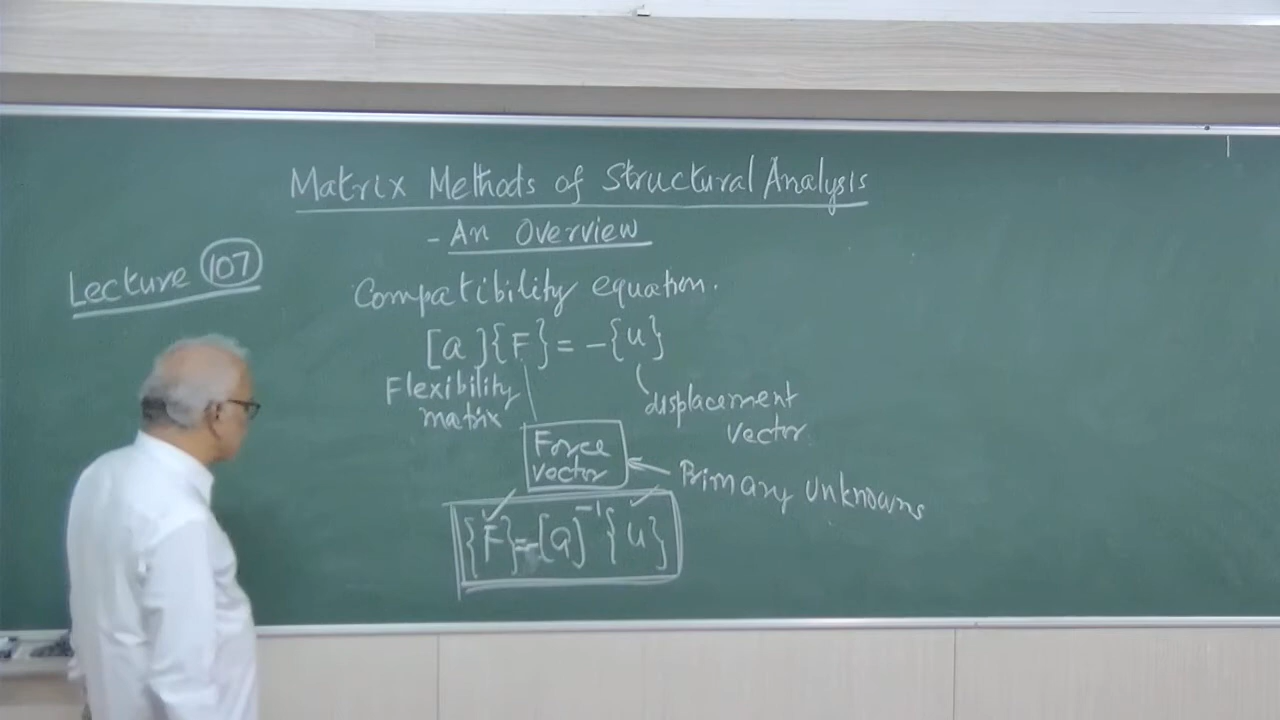 Matrix Methods of Structural Analysis
- An Overview
Lecture 107
Compatibility equation.
[a]{F} = -{u}
Flexibility
matrix
displacement
vector
Force
vector
Primary unknowns
{F}=-[a]⁻¹{u}